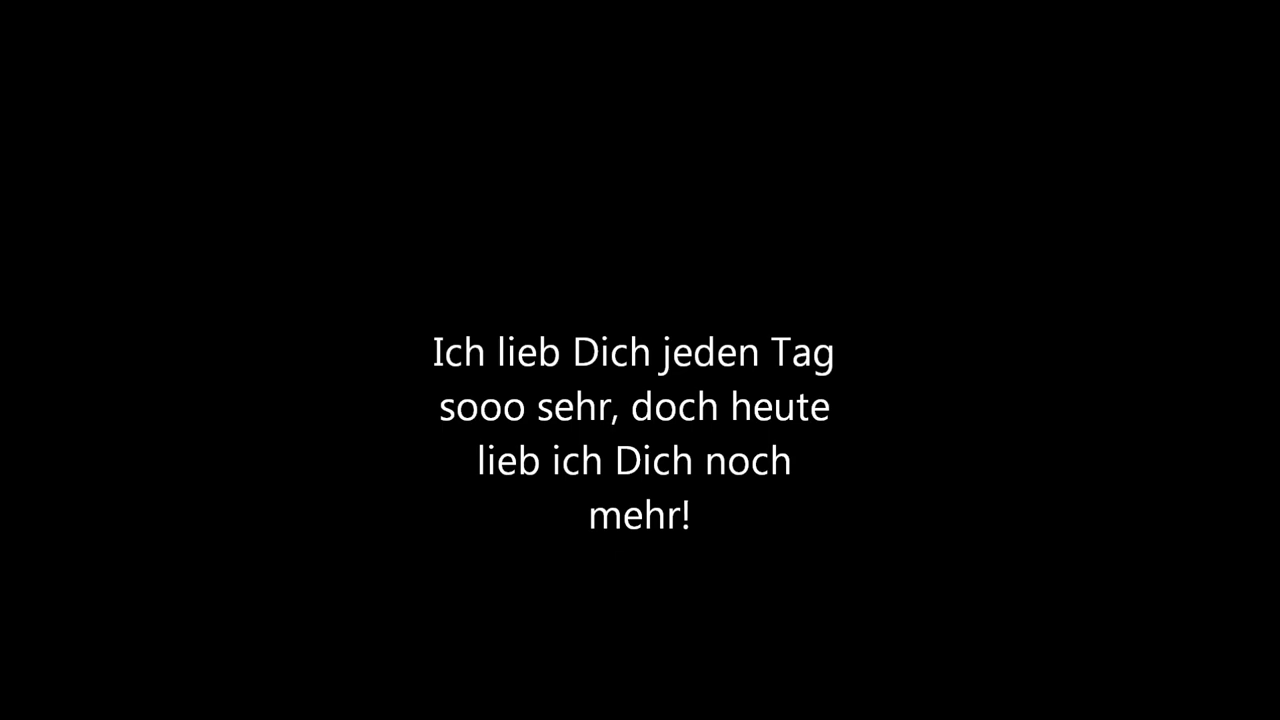 Ich lieb Dich jeden Tag
sooo sehr, doch heute
lieb ich Dich noch
mehr!